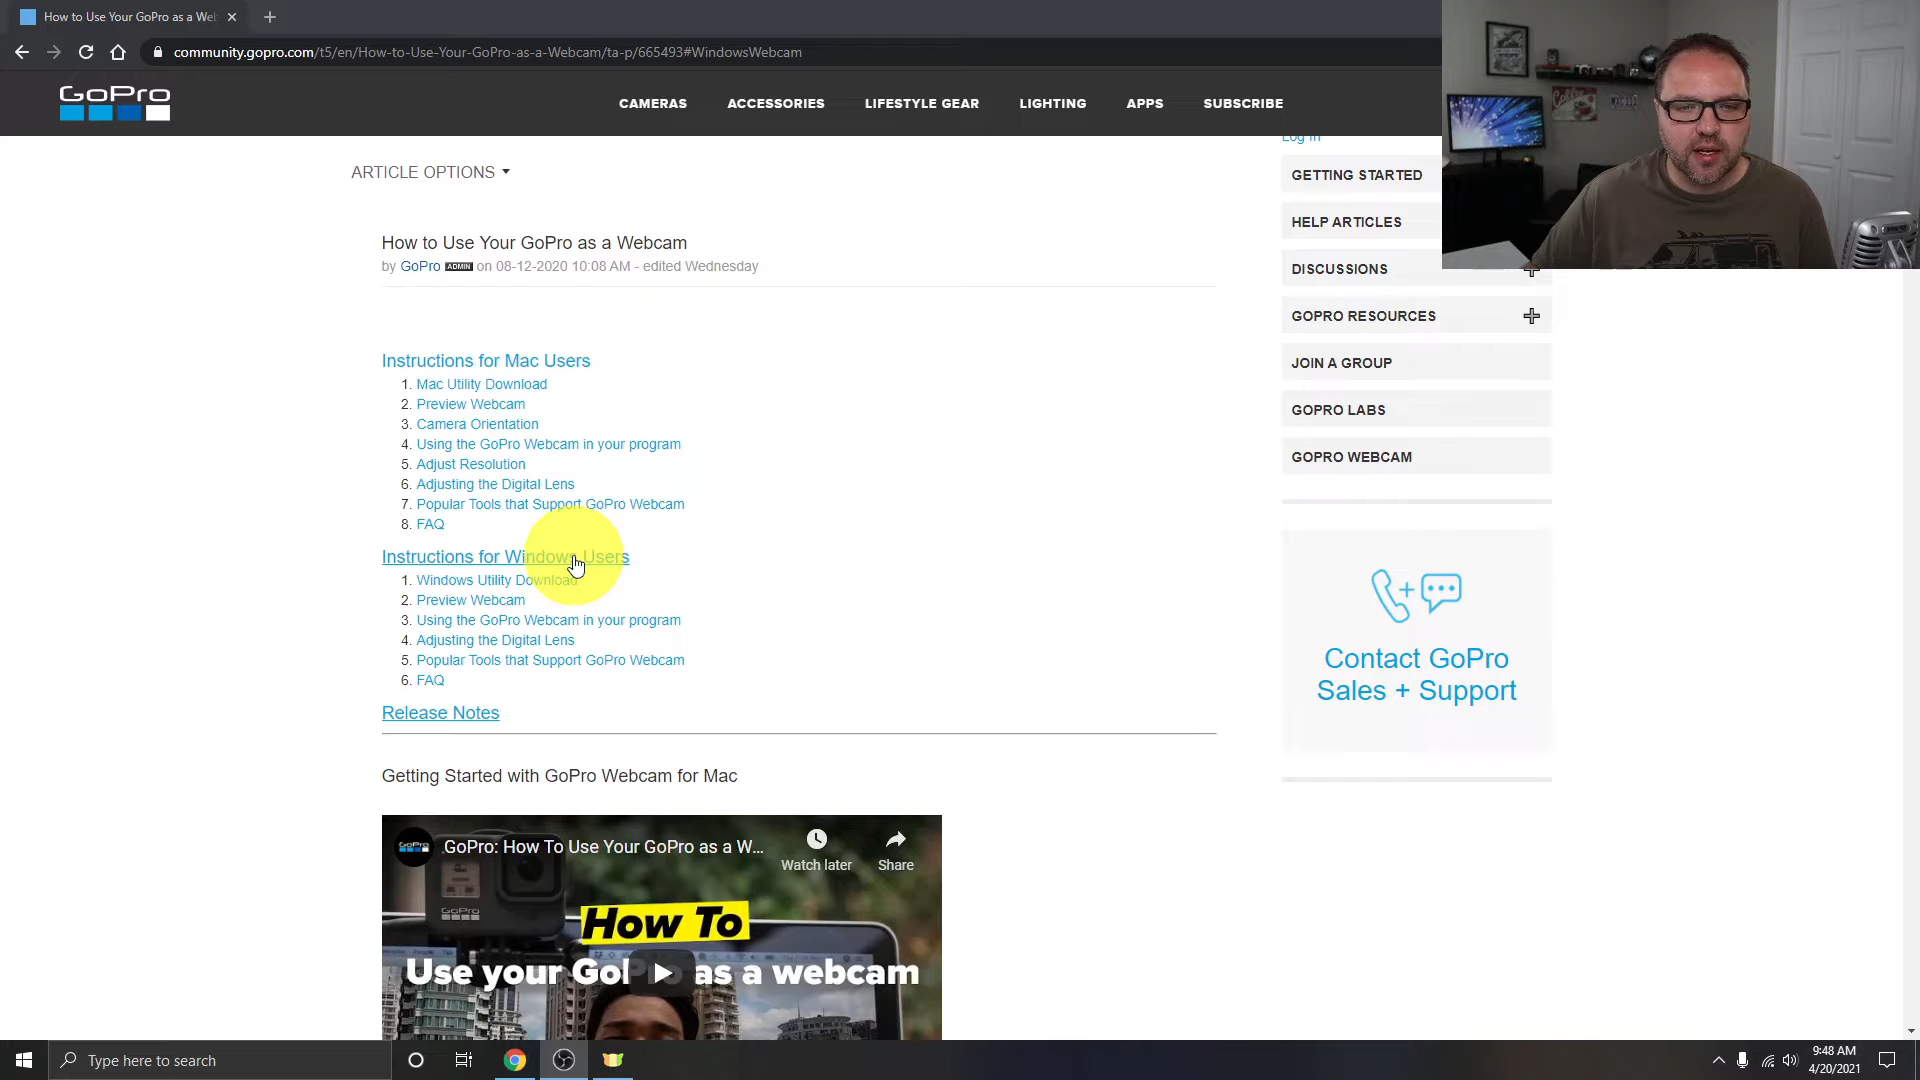 How to Use Your GoPro as a Web
community.gopro.com/t5/en/How-to-Use-Your-GoPro-as-a-Webcam/ta-p/665493#WindowsWebcam
GoPro
CAMERAS ACCESSORIES LIFESTYLE GEAR LIGHTING APPS SUBSCRIBE
Log In
ARTICLE OPTIONS
How to Use Your GoPro as a Webcam
by GoPro ADMIN on 08-12-2020 10:08 AM - edited Wednesday
Instructions for Mac Users
1. Mac Utility Download
2. Preview Webcam
3. Camera Orientation
4. Using the GoPro Webcam in your program
5. Adjust Resolution
6. Adjusting the Digital Lens
7. Popular Tools that Support GoPro Webcam
8. FAQ
Instructions for Windows Users
1. Windows Utility Download
2. Preview Webcam
3. Using the GoPro Webcam in your program
4. Adjusting the Digital Lens
5. Popular Tools that Support GoPro Webcam
6. FAQ
Release Notes
Getting Started with GoPro Webcam for Mac
GoPro: How To Use Your GoPro as a W...
Watch later
Share
GoPro
How To
Use your GoPro as a webcam
GETTING STARTED
HELP ARTICLES
DISCUSSIONS
GOPRO RESOURCES
JOIN A GROUP
GOPRO LABS
GOPRO WEBCAM
Contact GoPro
Sales + Support
Type here to search
9:48 AM
4/20/2021